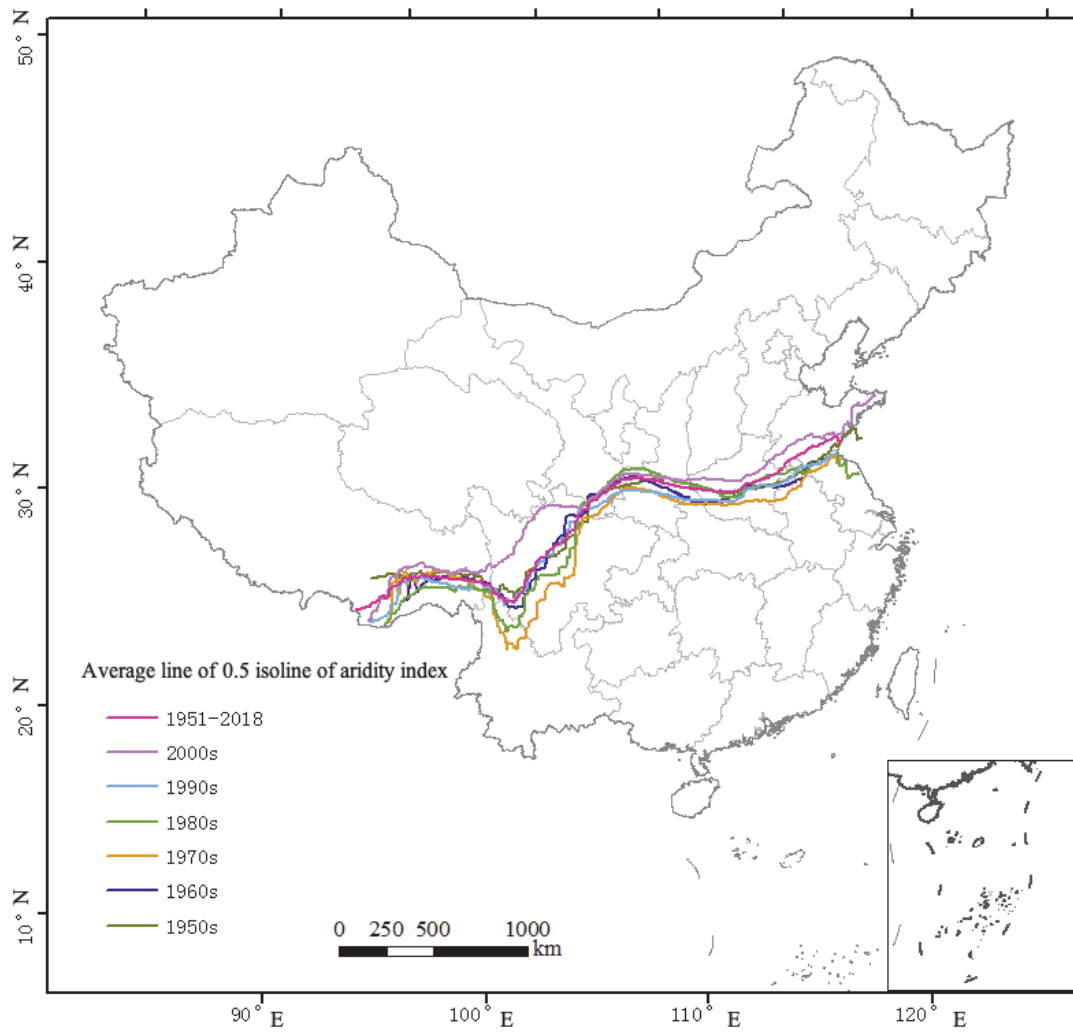 50° N
40° N
30° N
20° N
10° N
Average line of 0.5 isoline of aridity index
1951-2018
2000s
1990s
1980s
1970s
1960s
1950s
0 250 500 1000
km
90° E 100° E 110° E 120° E